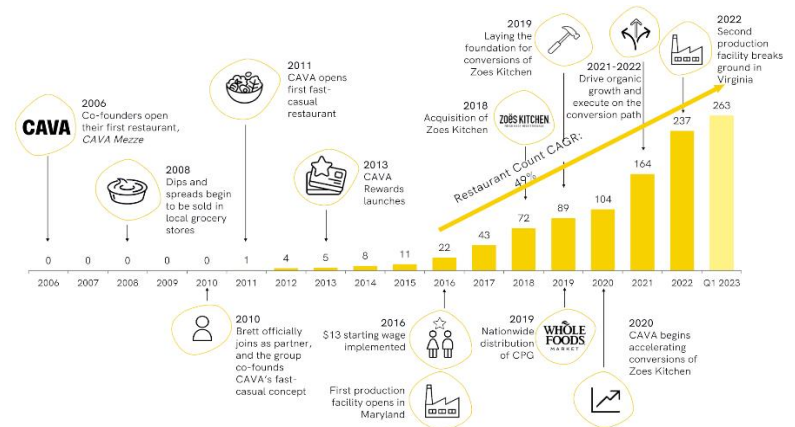 2006
CAVA
Co-founders open
their first restaurant,
CAVA Mezze
2008
Dips and
spreads begin
to be sold in
local grocery
stores
2011
CAVA opens
first fast-
casual
restaurant
2013
CAVA
Rewards
launches
2018
Acquisition of
Zoes Kitchen
ZOËS KITCHEN
2019
Laying the
foundation for
conversions of
Zoes Kitchen
2021-2022
Drive organic
growth and
execute on the
conversion path
2022
Second
production
facility breaks
ground in
Virginia
Restaurant Count CAGR:
49%
0
0
0
0
0
1
4
5
8
11
22
43
72
89
104
164
237
263
2006
2007
2008
2009
2010
2011
2012
2013
2014
2015
2016
2017
2018
2019
2020
2021
2022
Q1 2023
2010
Brett officially
joins as partner,
and the group
co-founds
CAVA's fast-
casual concept
2016
$13 starting wage
implemented
First production
facility opens in
Maryland
2019
Nationwide
distribution
of CPG
WHOLE
FOODS
MARKET
2020
CAVA begins
accelerating
conversions of
Zoes Kitchen